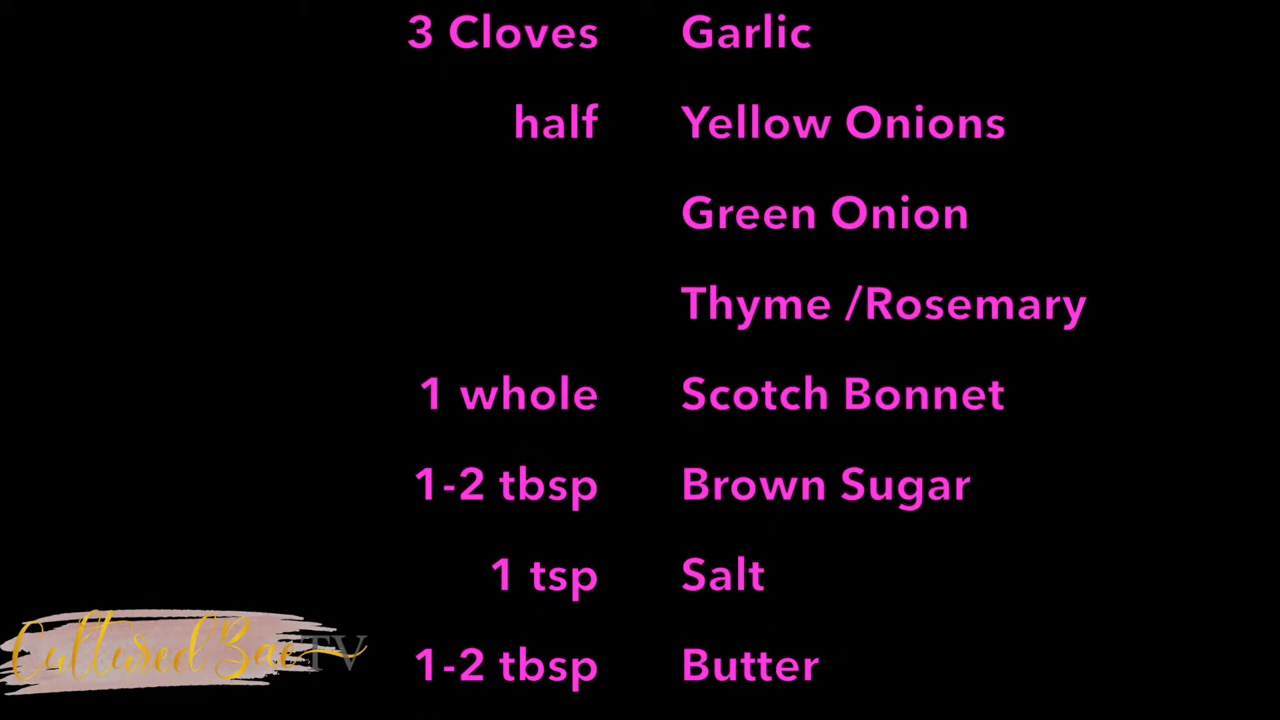 3 Cloves Garlic
half Yellow Onions
Green Onion
Thyme /Rosemary
1 whole Scotch Bonnet
1-2 tbsp Brown Sugar
1 tsp Salt
1-2 tbsp Butter
CulturedBaeTV